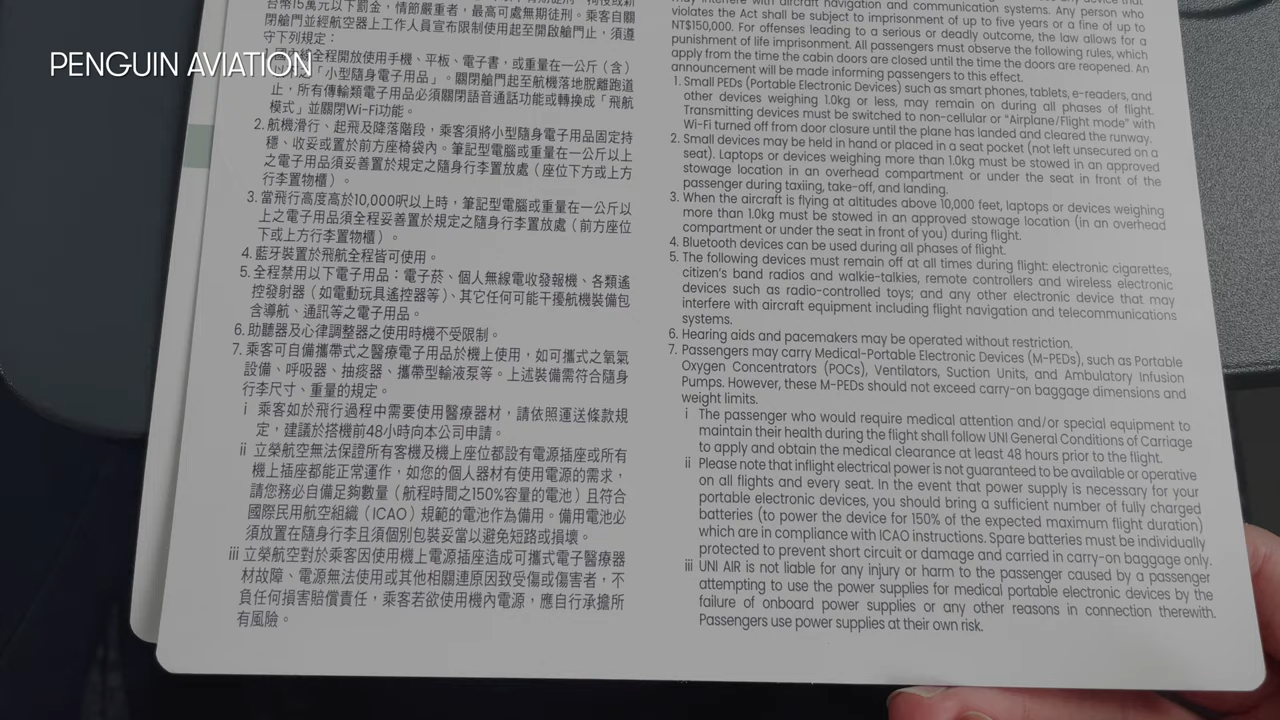 PENGUIN AVIATION
台幣15萬元以下罰金，情節嚴重者，最高可處無期徒刑。乘客自關
閉艙門並經航空器上工作人員宣布限制使用起至開啟艙門止，須遵
守下列規定：
全程開放使用手機、平板、電子書，或重量在一公斤（含）
「小型隨身電子用品」。關閉艙門起至航機落地脫離跑道
止，所有傳輸類電子用品必須關閉語音通話功能或轉換成「飛航
模式」並關閉Wi-Fi功能。
2. 航機滑行、起飛及降落階段，乘客須將小型隨身電子用品固定持
穩、收妥或置於前方座椅袋內。筆記型電腦或重量在一公斤以上
之電子用品須妥善置於規定之隨身行李置放處（座位下方或上方
行李置物櫃）。
3. 當飛行高度高於10,000呎以上時，筆記型電腦或重量在一公斤以
上之電子用品須全程妥善置於規定之隨身行李置放處（前方座位
下或上方行李置物櫃）。
4. 藍牙裝置於飛航全程皆可使用。
5. 全程禁用以下電子用品：電子菸、個人無線電收發報機、各類遙
控發射器（如電動玩具遙控器等）、其它任何可能干擾航機裝備包
含導航、通訊等之電子用品。
6. 助聽器及心律調整器之使用時機不受限制。
7. 乘客可自備攜帶式之醫療電子用品於機上使用，如可攜式之氧氣
設備、呼吸器、抽痰器、攜帶型輸液泵等。上述裝備需符合隨身
行李尺寸、重量的規定。
i 乘客如於飛行過程中需要使用醫療器材，請依照運送條款規
定，建議於搭機前48小時向本公司申請。
ii 立榮航空無法保證所有客機及機上座位都設有電源插座或所有
機上插座都能正常運作，如您的個人器材有使用電源的需求，
請您務必自備足夠數量（航程時間之150%容量的電池）且符合
國際民用航空組織（ICAO）規範的電池作為備用。備用電池必
須放置在隨身行李且須個別包裝妥當以避免短路或損壞。
iii 立榮航空對於乘客因使用機上電源插座造成可攜式電子醫療器
材故障、電源無法使用或其他相關連原因致受傷或傷害者，不
負任何損害賠償責任，乘客若欲使用機內電源，應自行承擔所
有風險。
may interfere with aircraft navigation and communication systems. Any person who
violates the Act shall be subject to imprisonment of up to five years or a fine of up to
NT$150,000. For offenses leading to a serious or deadly outcome, the law allows for a
punishment of life imprisonment. All passengers must observe the following rules, which
apply from the time the cabin doors are closed until the time the doors are reopened. An
announcement will be made informing passengers to this effect.
1. Small PEDs (Portable Electronic Devices) such as smart phones, tablets, e-readers, and
other devices weighing 1.0kg or less, may remain on during all phases of flight.
Transmitting devices must be switched to non-cellular or “Airplane/Flight mode” with
Wi-Fi turned off from door closure until the plane has landed and cleared the runway.
2. Small devices may be held in hand or placed in a seat pocket (not left unsecured on a
seat). Laptops or devices weighing more than 1.0kg must be stowed in an approved
stowage location in an overhead compartment or under the seat in front of the
passenger during taxiing, take-off, and landing.
3. When the aircraft is flying at altitudes above 10,000 feet, laptops or devices weighing
more than 1.0kg must be stowed in an approved stowage location (in an overhead
compartment or under the seat in front of you) during flight.
4. Bluetooth devices can be used during all phases of flight.
5. The following devices must remain off at all times during flight: electronic cigarettes,
citizen’s band radios and walkie-talkies, remote controllers and wireless electronic
devices such as radio-controlled toys; and any other electronic device that may
interfere with aircraft equipment including flight navigation and telecommunications
systems.
6. Hearing aids and pacemakers may be operated without restriction.
7. Passengers may carry Medical-Portable Electronic Devices (M-PEDs), such as Portable
Oxygen Concentrators (POCs), Ventilators, Suction Units, and Ambulatory Infusion
Pumps. However, these M-PEDs should not exceed carry-on baggage dimensions and
weight limits.
i The passenger who would require medical attention and/or special equipment to
maintain their health during the flight shall follow UNI General Conditions of Carriage
to apply and obtain the medical clearance at least 48 hours prior to the flight.
ii Please note that inflight electrical power is not guaranteed to be available or operative
on all flights and every seat. In the event that power supply is necessary for your
portable electronic devices, you should bring a sufficient number of fully charged
batteries (to power the device for 150% of the expected maximum flight duration)
which are in compliance with ICAO instructions. Spare batteries must be individually
protected to prevent short circuit or damage and carried in carry-on baggage only.
iii UNI AIR is not liable for any injury or harm to the passenger caused by a passenger
attempting to use the power supplies for medical portable electronic devices by the
failure of onboard power supplies or any other reasons in connection therewith.
Passengers use power supplies at their own risk.